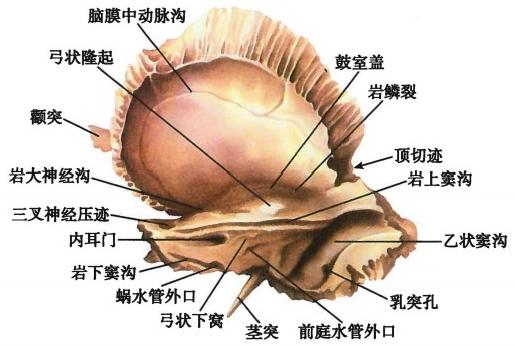 脑膜中动脉沟
弓状隆起
鼓室盖
岩鳞裂
颧突
顶切迹
岩大神经沟
岩上窦沟
三叉神经压迹
内耳门
乙状窦沟
岩下窦沟
蜗水管外口
乳突孔
弓状下窝
茎突
前庭水管外口